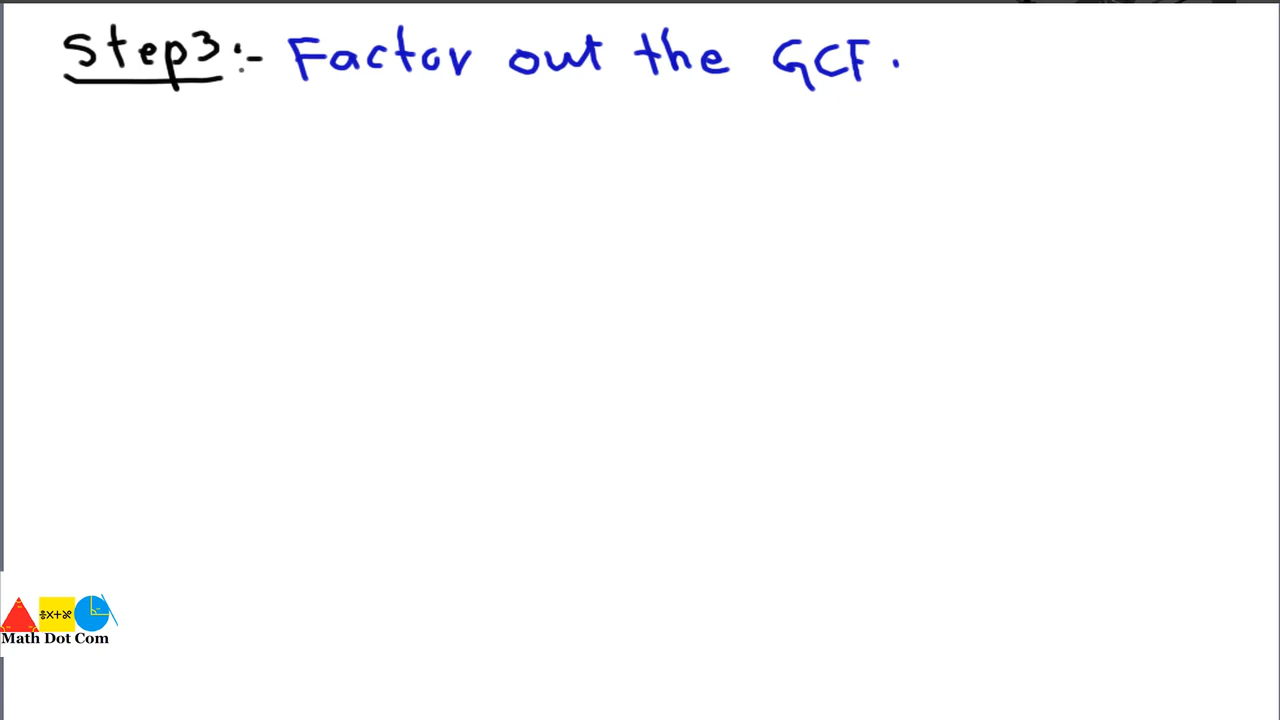 Step3:- Factor out the GCF.
Math Dot Com